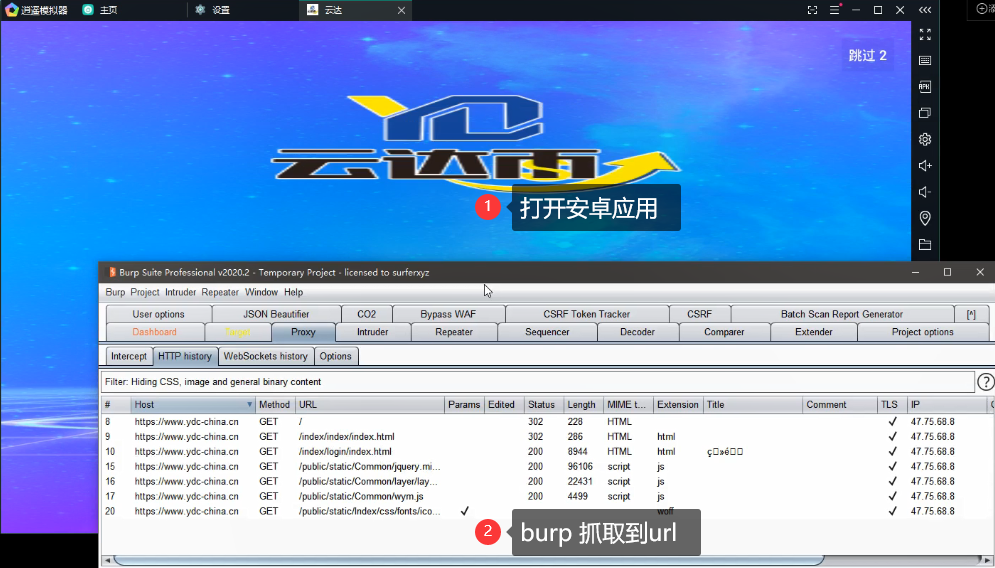 逍遥模拟器 主页 设置 云达
跳过 2
云达雨
1 打开安卓应用
Burp Suite Professional v2020.2 - Temporary Project - licensed to surferxyz
Burp Project Intruder Repeater Window Help
User options JSON Beautifier CO2 Bypass WAF CSRF Token Tracker CSRF Batch Scan Report Generator [^]
Dashboard Target Proxy Intruder Repeater Sequencer Decoder Comparer Extender Project options
Intercept HTTP history WebSockets history Options
Filter: Hiding CSS, image and general binary content ?
# Host Method URL Params Edited Status Length MIME t... Extension Title Comment TLS IP
8 https://www.ydc-china.cn GET / 302 228 HTML ✓ 47.75.68.8
9 https://www.ydc-china.cn GET /index/index/index.html 302 286 HTML html ✓ 47.75.68.8
10 https://www.ydc-china.cn GET /index/login/index.html 200 8944 HTML html ç□»é□□ ✓ 47.75.68.8
15 https://www.ydc-china.cn GET /public/static/Common/jquery.mi... 200 96106 script js ✓ 47.75.68.8
16 https://www.ydc-china.cn GET /public/static/Common/layer/lay... 200 22431 script js ✓ 47.75.68.8
17 https://www.ydc-china.cn GET /public/static/Common/wym.js 200 4499 script js ✓ 47.75.68.8
20 https://www.ydc-china.cn GET /public/static/Index/css/fonts/ico... ✓ woff ✓ 47.75.68.8
2 burp 抓取到url